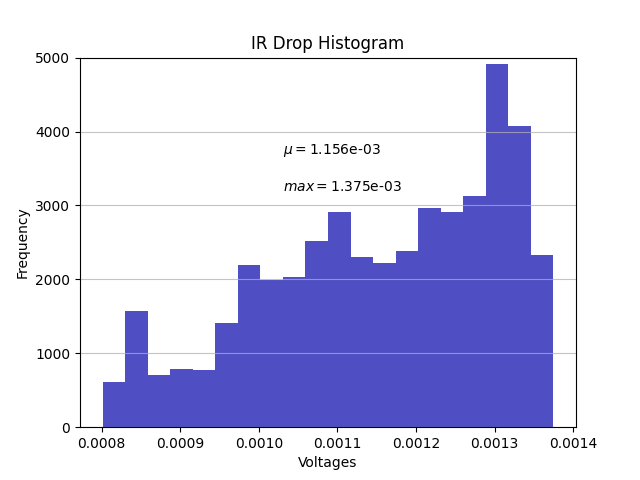 IR Drop Histogram
5000
4000
3000
2000
1000
0
Frequency
μ = 1.156e-03
max = 1.375e-03
0.0008 0.0009 0.0010 0.0011 0.0012 0.0013 0.0014
Voltages